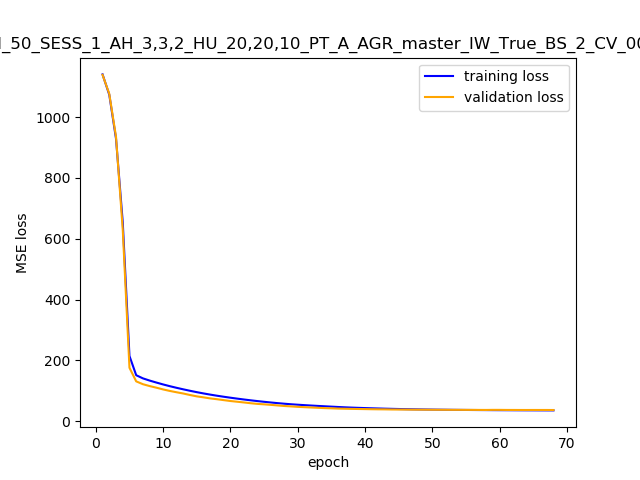 _50_SESS_1_AH_3,3,2_HU_20,20,10_PT_A_AGR_master_IW_True_BS_2_CV_00
training loss
validation loss
MSE loss
1000
800
600
400
200
0
0 10 20 30 40 50 60 70
epoch